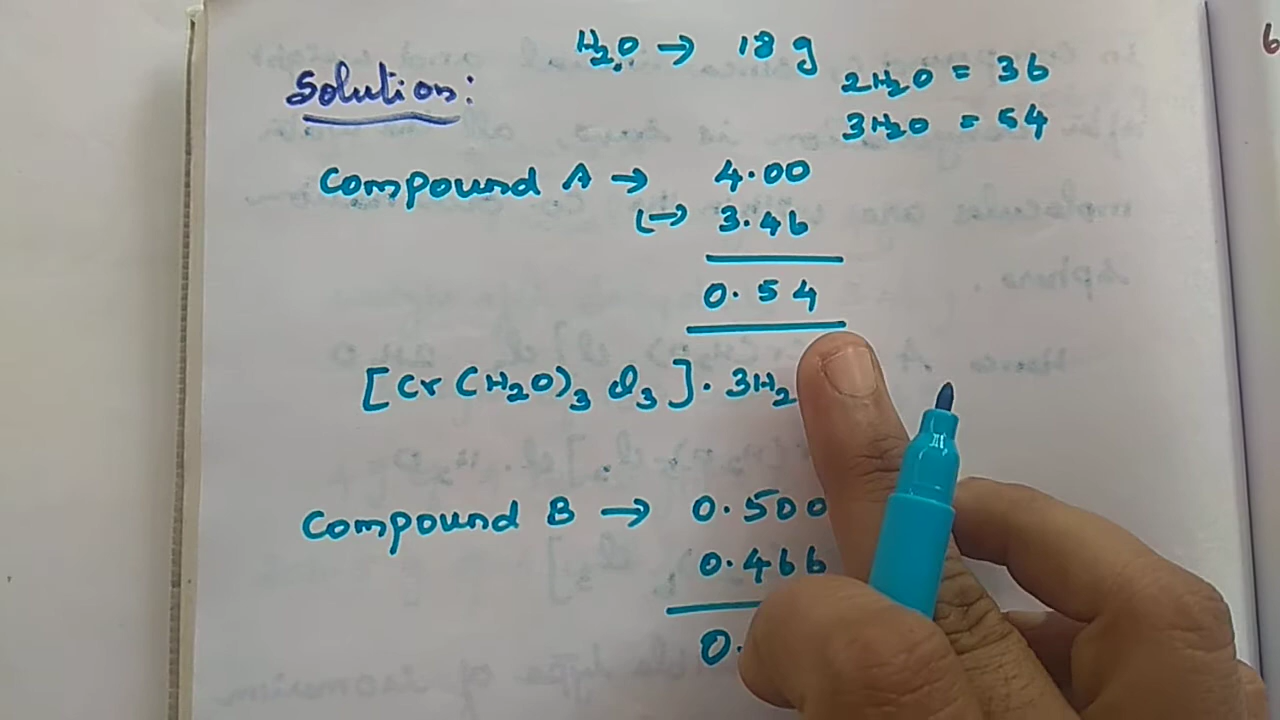 H₂O → 18 g
2H₂O = 36
3H₂O = 54
Solution:
Compound A → 4.00
(-) 3.46
0.54
[Cr(H₂O)₃ Cl₃]. 3H₂
Compound B → 0.500
0.466
0.
6